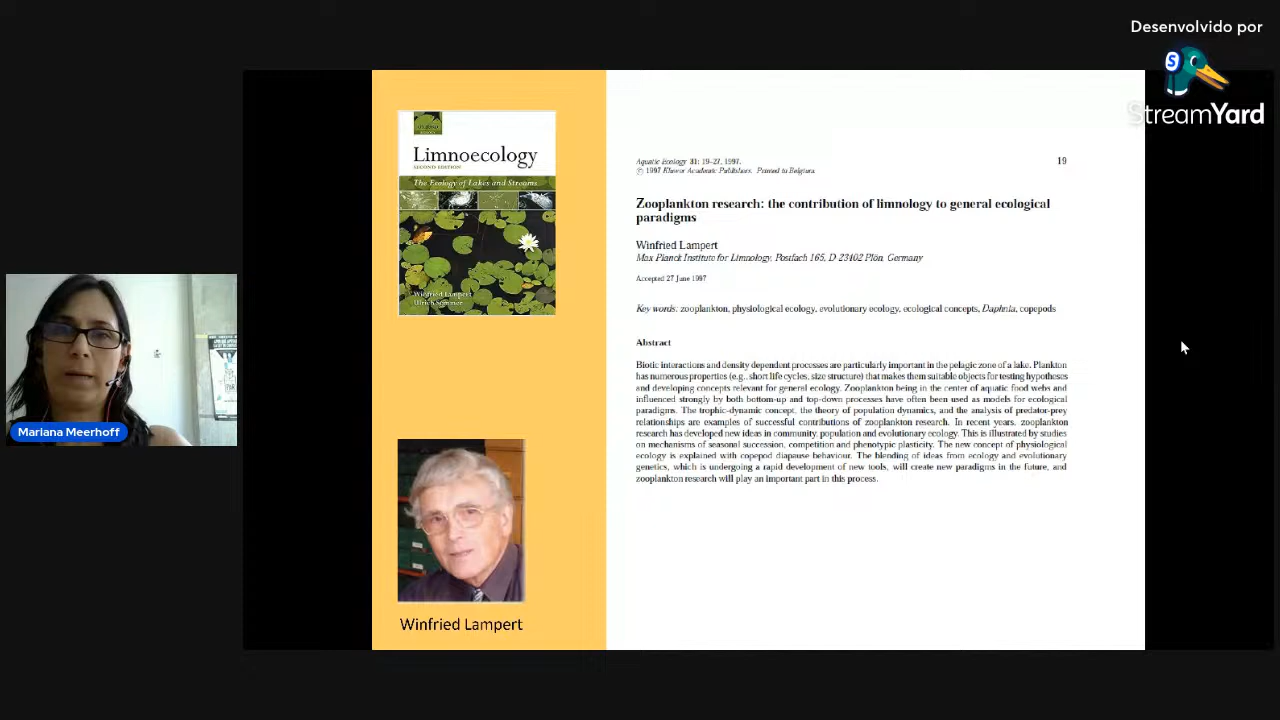 Desenvolvido por
StreamYard
Limnoecology
SECOND EDITION
The Ecology of Lakes and Streams
Winfried Lampert
Ulrich Sommer
Aquatic Ecology 31: 19–27, 1997.
19
© 1997 Kluwer Academic Publishers. Printed in Belgium.
Zooplankton research: the contribution of limnology to general ecological
paradigms
Winfried Lampert
Max Planck Institute for Limnology, Postfach 165, D-23402 Plön, Germany
Accepted 27 June 1997
Key words: zooplankton, physiological ecology, evolutionary ecology, ecological concepts, Daphnia, copepods
Abstract
Biotic interactions and density dependent processes are particularly important in the pelagic zone of a lake. Plankton
has numerous properties (e.g., short life cycles, size structure) that makes them suitable objects for testing hypotheses
and developing concepts relevant for general ecology. Zooplankton being in the center of aquatic food webs and
influenced strongly by both bottom-up and top-down processes have often been used as models for ecological
paradigms. The trophic-dynamic concept, the theory of population dynamics, and the analysis of predator-prey
relationships are examples of successful contributions of zooplankton research. In recent years, zooplankton
research has developed new ideas in community, population and evolutionary ecology. This is illustrated by studies
on mechanisms of seasonal succession, competition and phenotypic plasticity. The new concept of physiological
ecology is explained with copepod diapause behaviour. The blending of ideas from ecology and evolutionary
genetics, which is undergoing a rapid development of new tools, will create new paradigms in the future, and
zooplankton research will play an important part in this process.
Mariana Meerhoff
Winfried Lampert